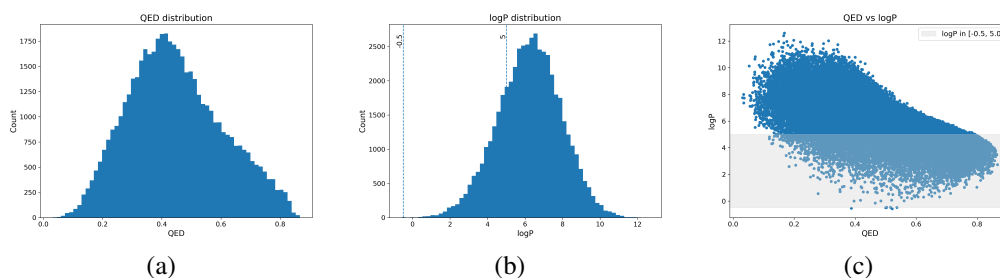 QED distribution
1750
1500
1250
1000
750
500
250
0
Count
0.0 0.2 0.4 0.6 0.8
QED
(a)
logP distribution
-0.5
5
2500
2000
1500
1000
500
0
Count
0 2 4 6 8 10 12
logP
(b)
QED vs logP
logP in [-0.5, 5.0
12
10
8
6
4
2
0
logP
0.0 0.2 0.4 0.6 0.8
QED
(c)